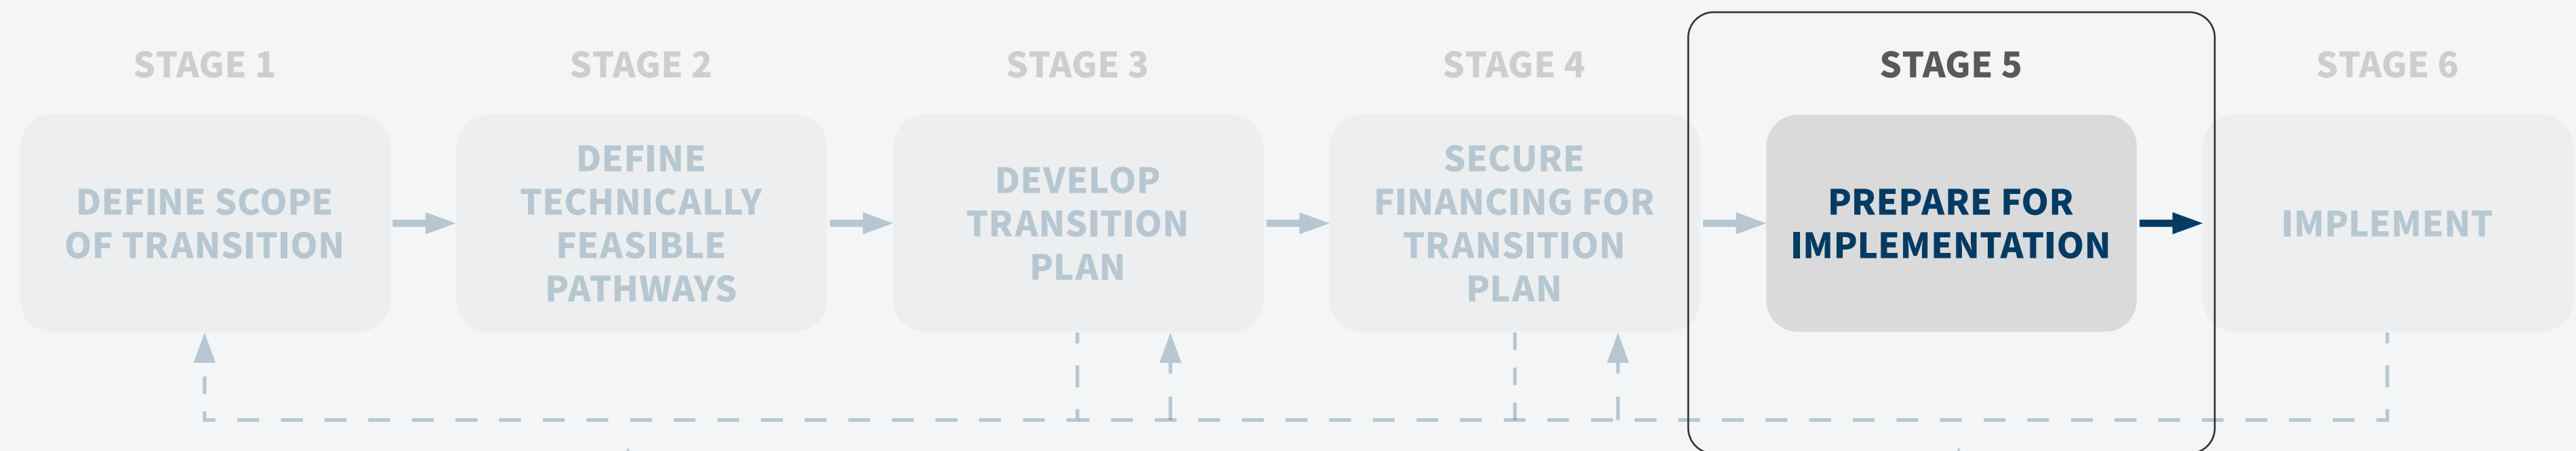 STAGE 1
DEFINE SCOPE
OF TRANSITION
STAGE 2
DEFINE
TECHNICALLY
FEASIBLE
PATHWAYS
STAGE 3
DEVELOP
TRANSITION
PLAN
STAGE 4
SECURE
FINANCING FOR
TRANSITION
PLAN
STAGE 5
PREPARE FOR
IMPLEMENTATION
STAGE 6
IMPLEMENT